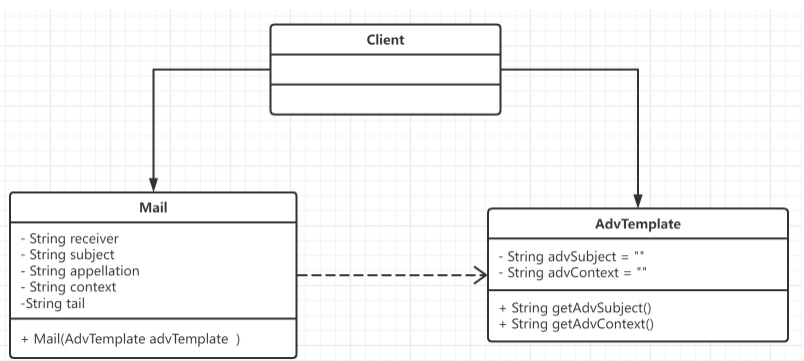 Client
Mail
- String receiver
- String subject
- String appellation
- String context
-String tail
+ Mail(AdvTemplate advTemplate  )
AdvTemplate
- String advSubject = ""
- String advContext = ""
+ String getAdvSubject()
+ String getAdvContext()